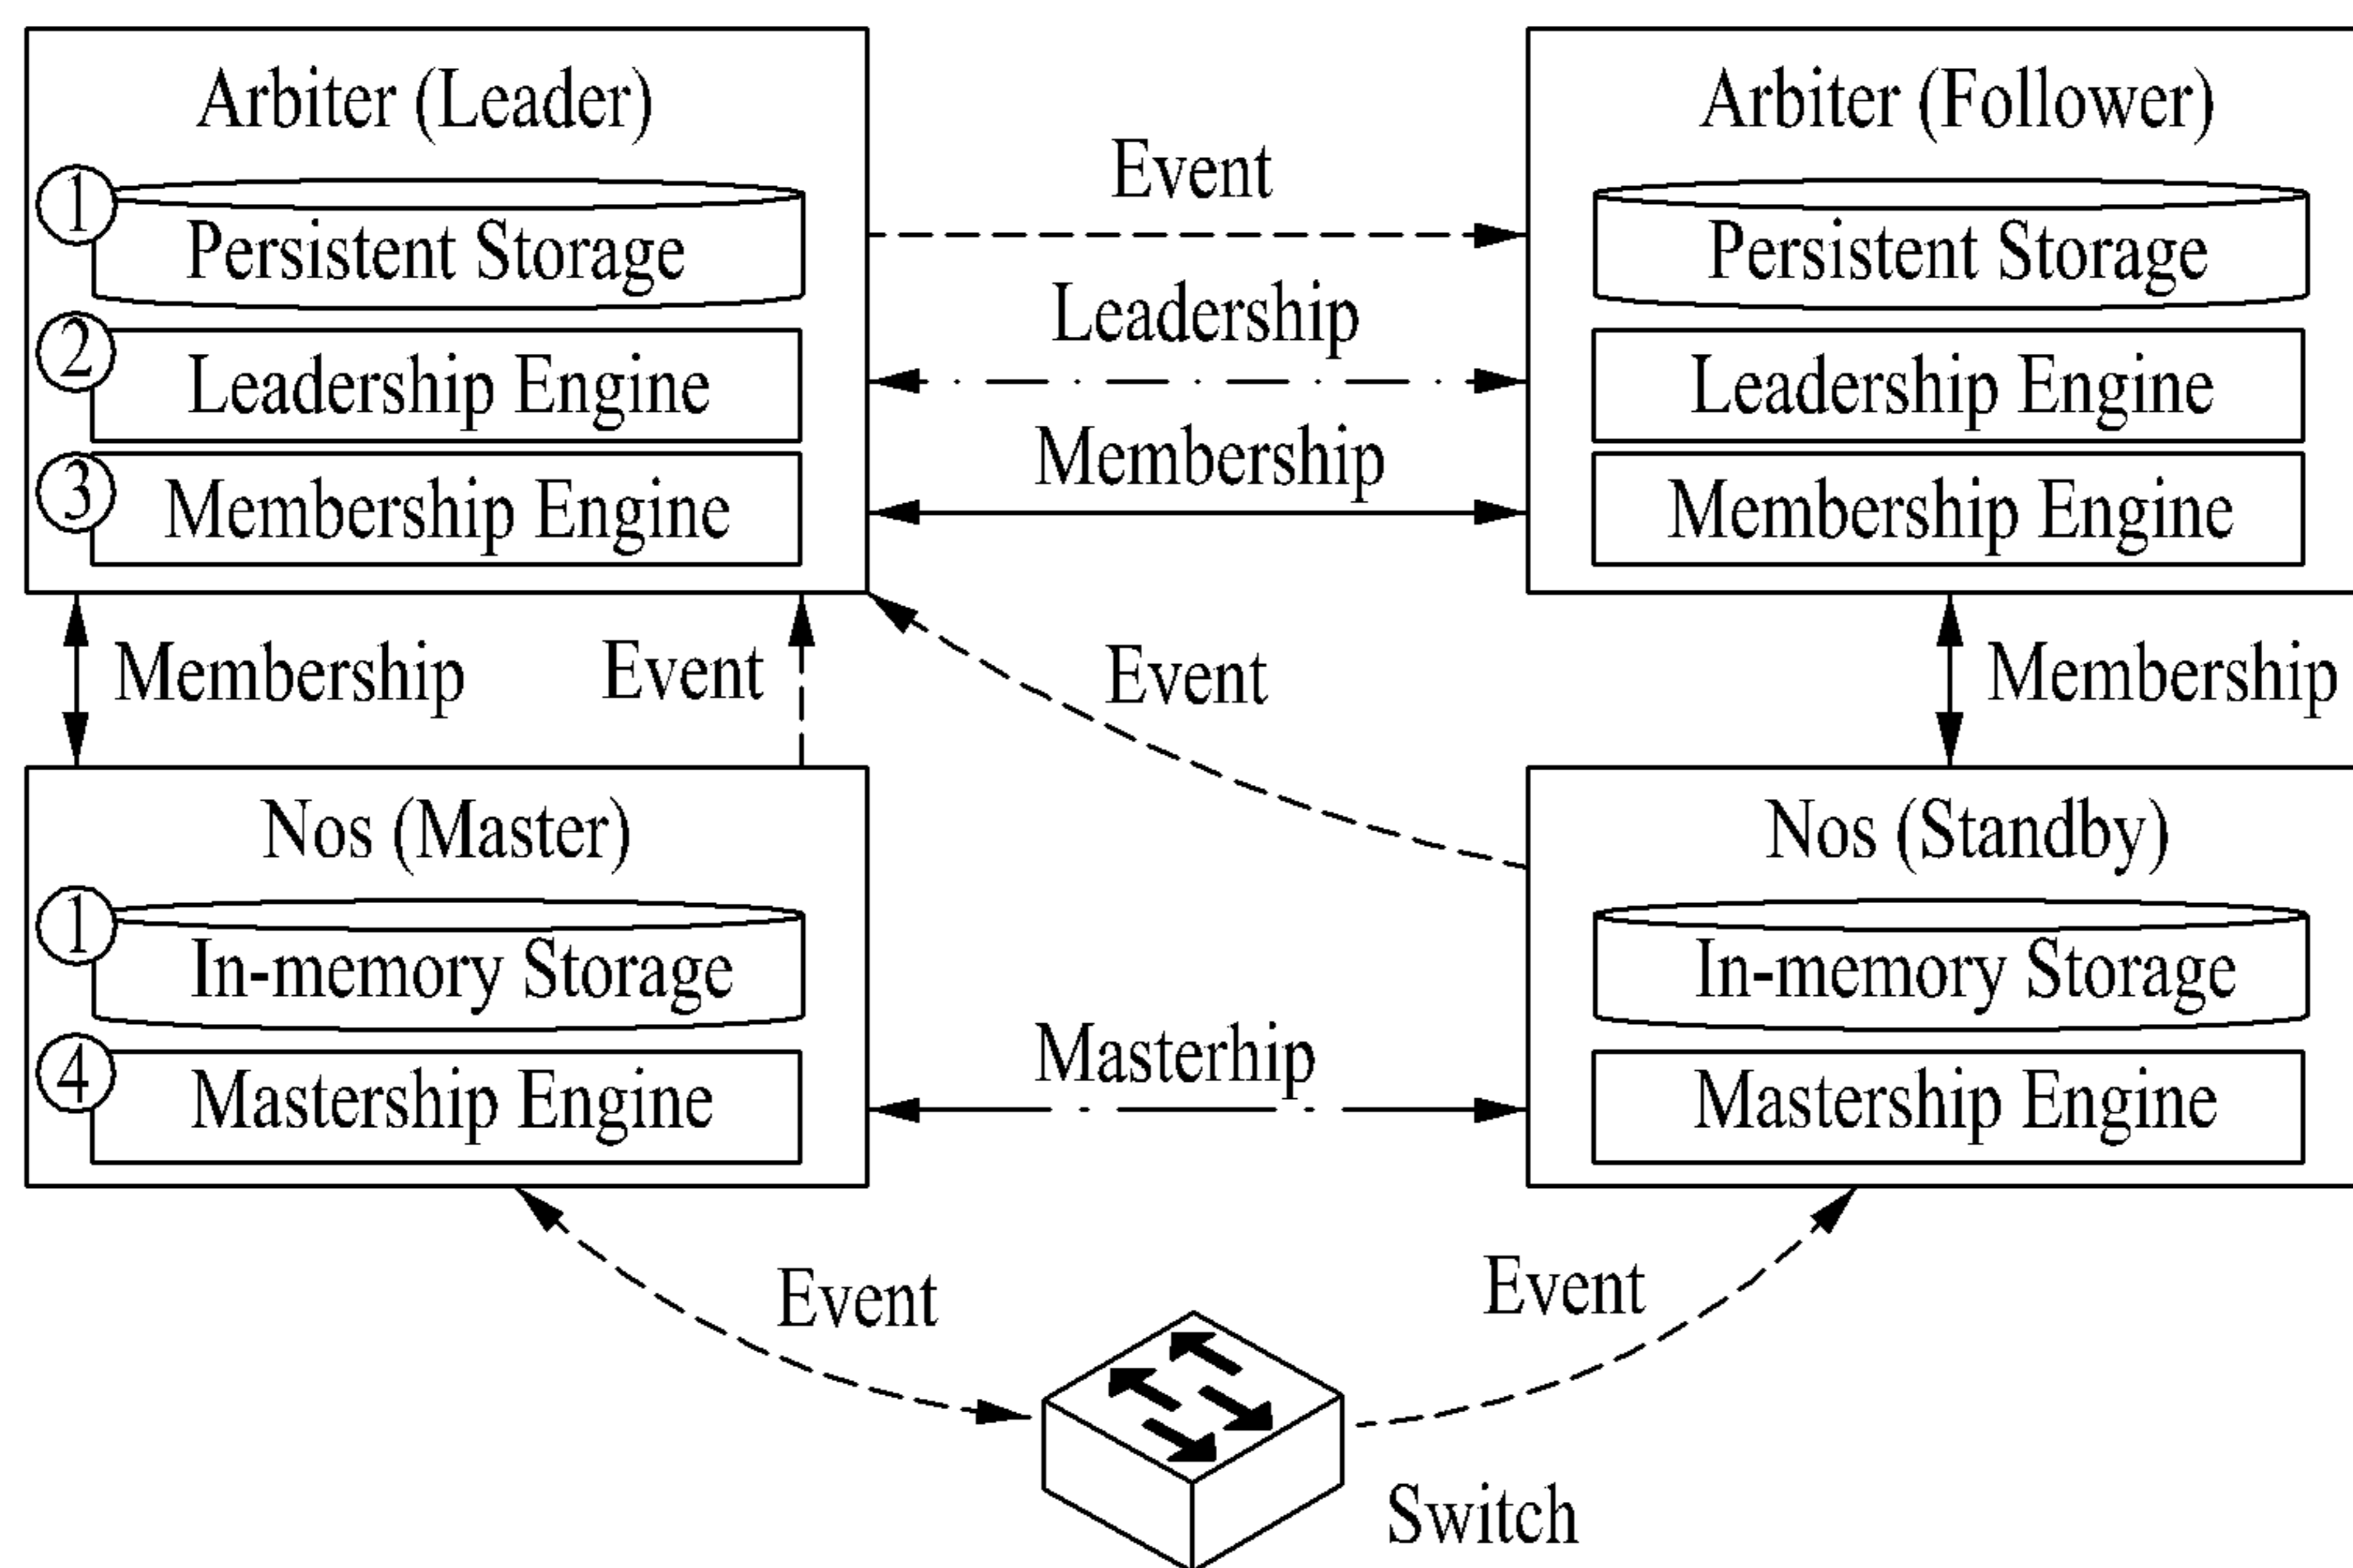 Arbiter (Leader)
1
Persistent Storage
2
Leadership Engine
3
Membership Engine
Event
Leadership
Membership
Arbiter (Follower)
Persistent Storage
Leadership Engine
Membership Engine
Membership
Event
Event
Membership
Nos (Master)
1
In-memory Storage
4
Mastership Engine
Masterhip
Nos (Standby)
In-memory Storage
Mastership Engine
Event
Event
Switch